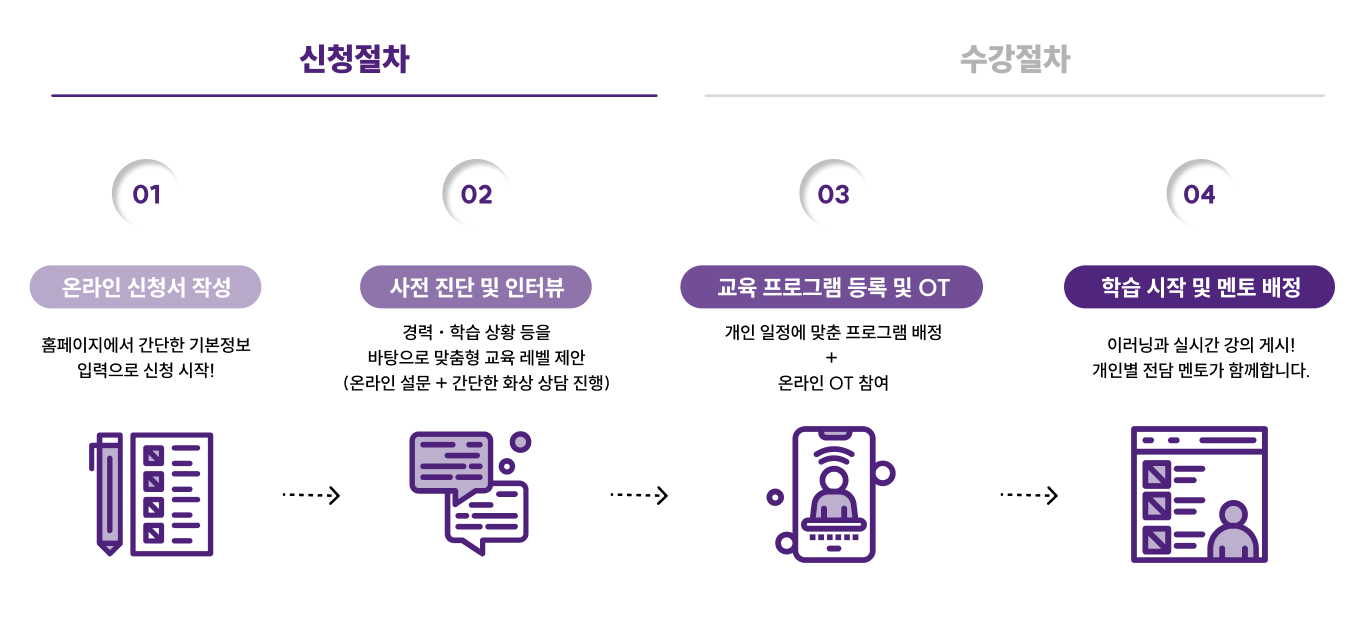 신청절차
수강절차
01
02
03
04
온라인 신청서 작성
사전 진단 및 인터뷰
교육 프로그램 등록 및 OT
학습 시작 및 멘토 배정
홈페이지에서 간단한 기본정보
입력으로 신청 시작!
경력・학습 상황 등을
바탕으로 맞춤형 교육 레벨 제안
(온라인 설문 + 간단한 화상 상담 진행)
개인 일정에 맞춘 프로그램 배정
+
온라인 OT 참여
이러닝과 실시간 강의 게시!
개인별 전담 멘토가 함께합니다.